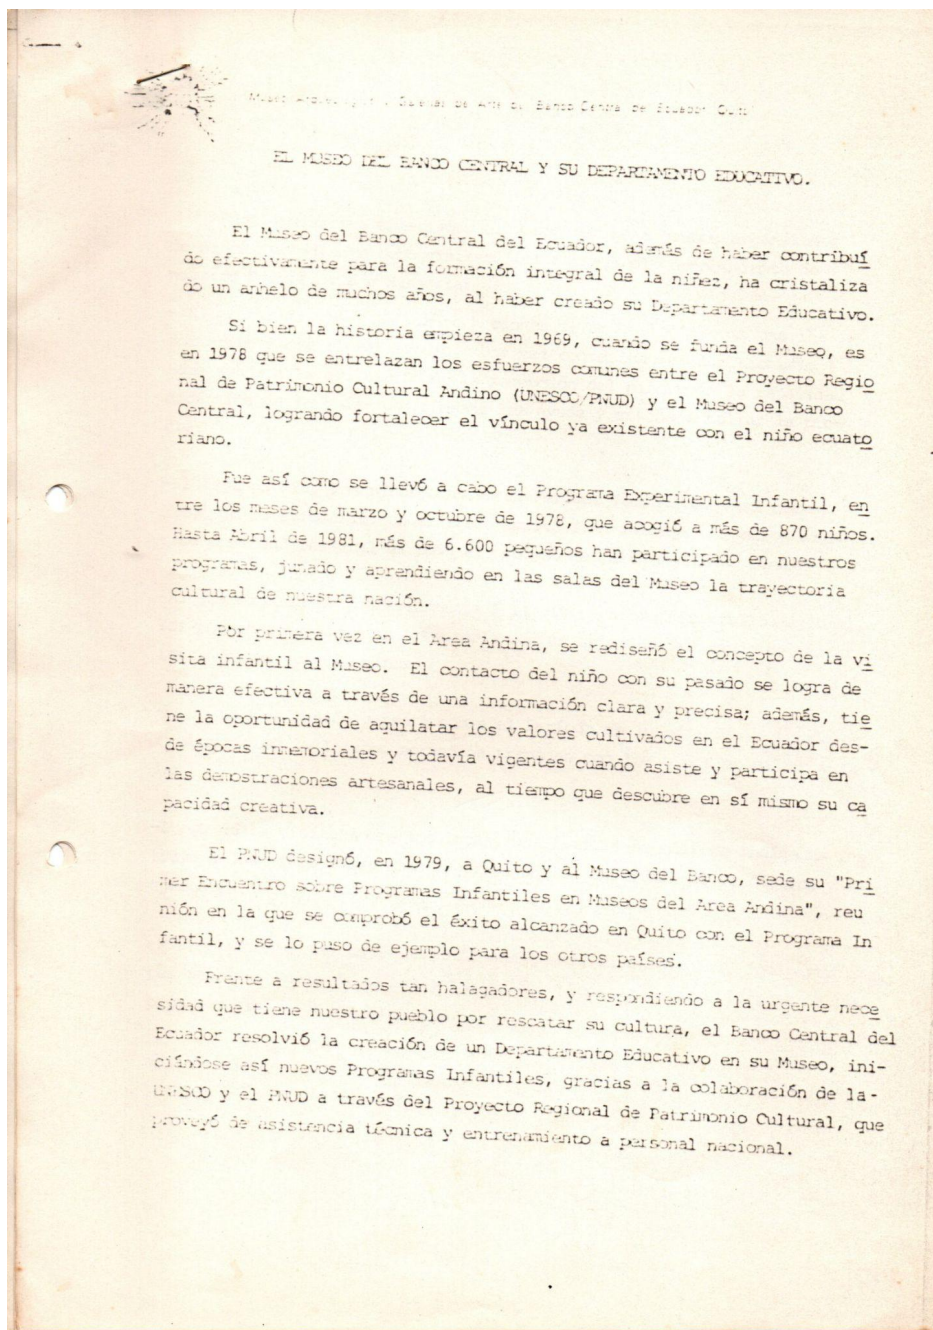 Museo Arqueológico y Galerías de Arte del Banco Central del Ecuador Quito
EL MUSEO DEL BANCO CENTRAL Y SU DEPARTAMENTO EDUCATIVO.
El Museo del Banco Central del Ecuador, además de haber contribuí
do efectivamente para la formación integral de la niñez, ha cristaliza
do un anhelo de muchos años, al haber creado su Departamento Educativo.
Si bien la historia empieza en 1969, cuando se funda el Museo, es
en 1978 que se entrelazan los esfuerzos comunes entre el Proyecto Regio
nal de Patrimonio Cultural Andino (UNESCO/PNUD) y el Museo del Banco
Central, logrando fortalecer el vínculo ya existente con el niño ecuato
riano.
Fue así como se llevó a cabo el Programa Experimental Infantil, en
tre los meses de marzo y octubre de 1978, que acogió a más de 870 niños.
Hasta Abril de 1981, más de 6.600 pequeños han participado en nuestros
programas, jugado y aprendiendo en las salas del Museo la trayectoria
cultural de nuestra nación.
Por primera vez en el Area Andina, se rediseñó el concepto de la vi
sita infantil al Museo. El contacto del niño con su pasado se logra de
manera efectiva a través de una información clara y precisa; además, tie
ne la oportunidad de aquilatar los valores cultivados en el Ecuador des-
de épocas inmemoriales y todavía vigentes cuando asiste y participa en
las demostraciones artesanales, al tiempo que descubre en sí mismo su ca
pacidad creativa.
El PNUD designó, en 1979, a Quito y al Museo del Banco, sede su "Pri
mer Encuentro sobre Programas Infantiles en Museos del Area Andina", reu
nión en la que se comprobó el éxito alcanzado en Quito con el Programa In
fantil, y se lo puso de ejemplo para los otros países.
Frente a resultados tan halagadores, y respondiendo a la urgente nece
sidad que tiene nuestro pueblo por rescatar su cultura, el Banco Central del
Ecuador resolvió la creación de un Departamento Educativo en su Museo, ini-
ciándose así nuevos Programas Infantiles, gracias a la colaboración de la-
UNESCO y el PNUD a través del Proyecto Regional de Patrimonio Cultural, que
proveyó de asistencia técnica y entrenamiento a personal nacional.